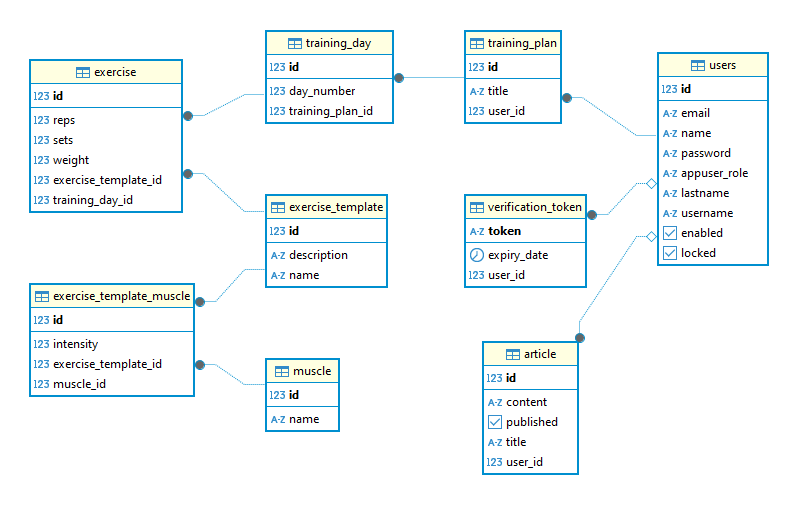 exercise
123 id
123 reps
123 sets
123 weight
123 exercise_template_id
123 training_day_id
training_day
123 id
123 day_number
123 training_plan_id
training_plan
123 id
A-Z title
123 user_id
users
123 id
A-Z email
A-Z name
A-Z password
A-Z appuser_role
A-Z lastname
A-Z username
enabled
locked
exercise_template
123 id
A-Z description
A-Z name
verification_token
A-Z token
expiry_date
123 user_id
exercise_template_muscle
123 id
123 intensity
123 exercise_template_id
123 muscle_id
muscle
123 id
A-Z name
article
123 id
A-Z content
published
A-Z title
123 user_id